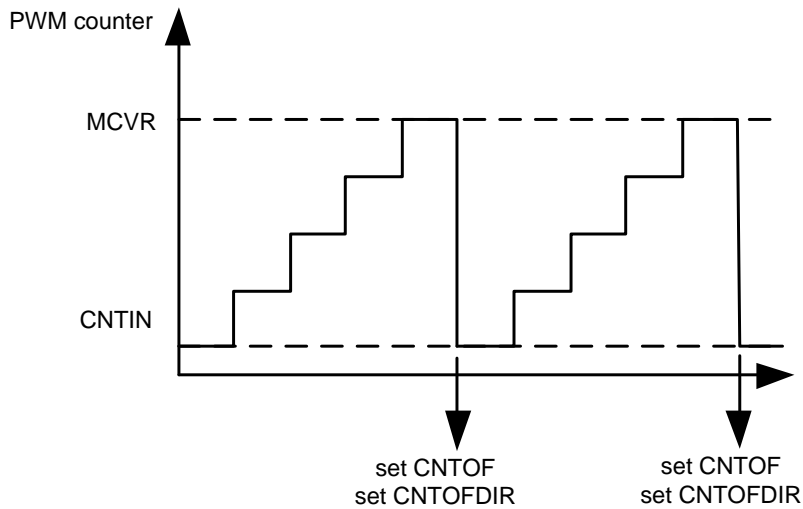 PWM counter
MCVR
CNTIN
set CNTOF
set CNTOFDIR
set CNTOF
set CNTOFDIR